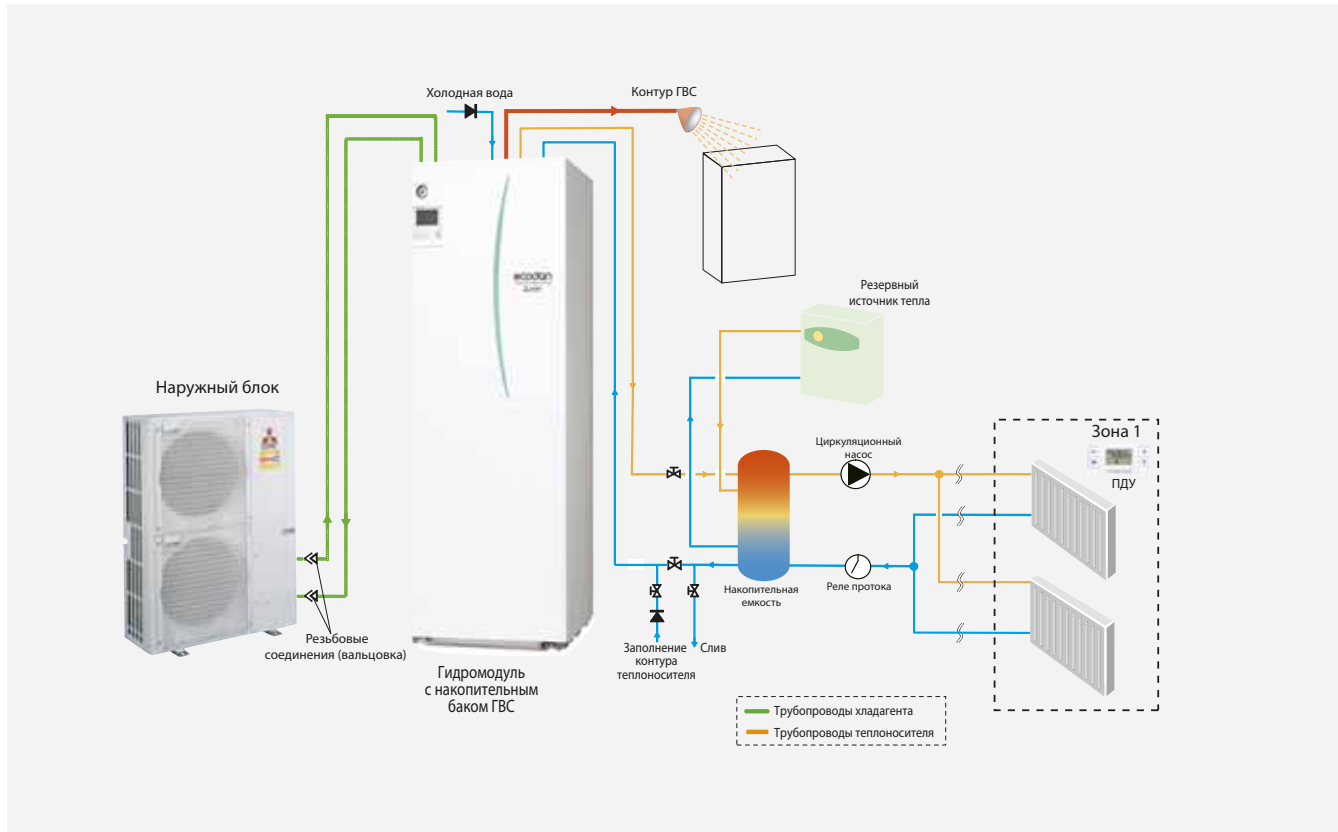 Холодная вода
Контур ГВС
ecodan
Резервный
источник тепла
Наружный блок
Циркуляционный
насос
Зона 1
ПДУ
Накопительная
емкость
Реле протока
Резьбовые
соединения (вальцовка)
Заполнение
контура
теплоносителя
Слив
Гидромодуль
с накопительным
баком ГВС
Трубопроводы хладагента
Трубопроводы теплоносителя